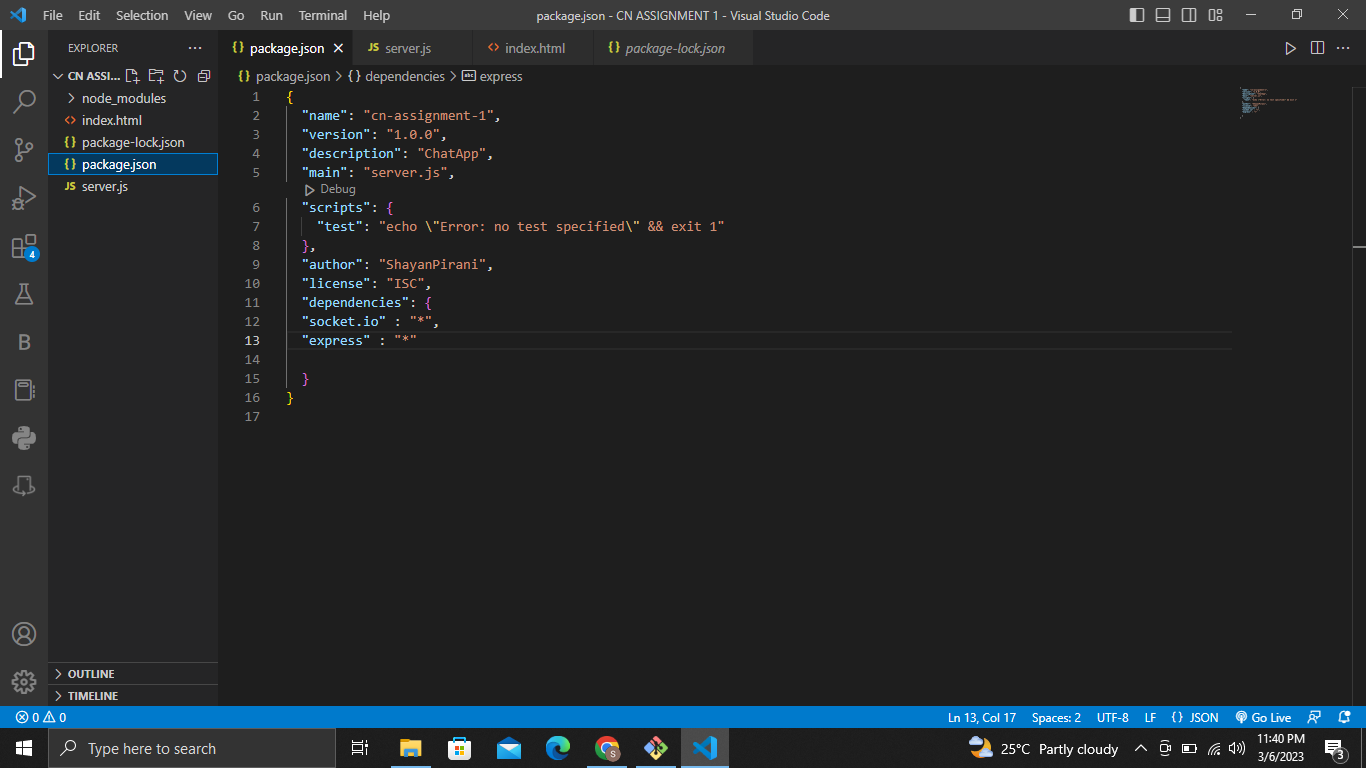 File Edit Selection View Go Run Terminal Help package.json - CN ASSIGNMENT 1 - Visual Studio Code
EXPLORER
CN ASSI...
node_modules
index.html
package-lock.json
package.json
server.js
OUTLINE
TIMELINE
4
B
package.json server.js index.html package-lock.json
package.json > {} dependencies > express
1 {
2 "name": "cn-assignment-1",
3 "version": "1.0.0",
4 "description": "ChatApp",
5 "main": "server.js",
Debug
6 "scripts": {
7 "test": "echo \"Error: no test specified\" && exit 1"
8 },
9 "author": "ShayanPirani",
10 "license": "ISC",
11 "dependencies": {
12 "socket.io" : "*",
13 "express" : "*"
14
15 }
16 }
17
0 0 Ln 13, Col 17 Spaces: 2 UTF-8 LF {} JSON Go Live
Type here to search 25°C Partly cloudy 11:40 PM
3/6/2023
3